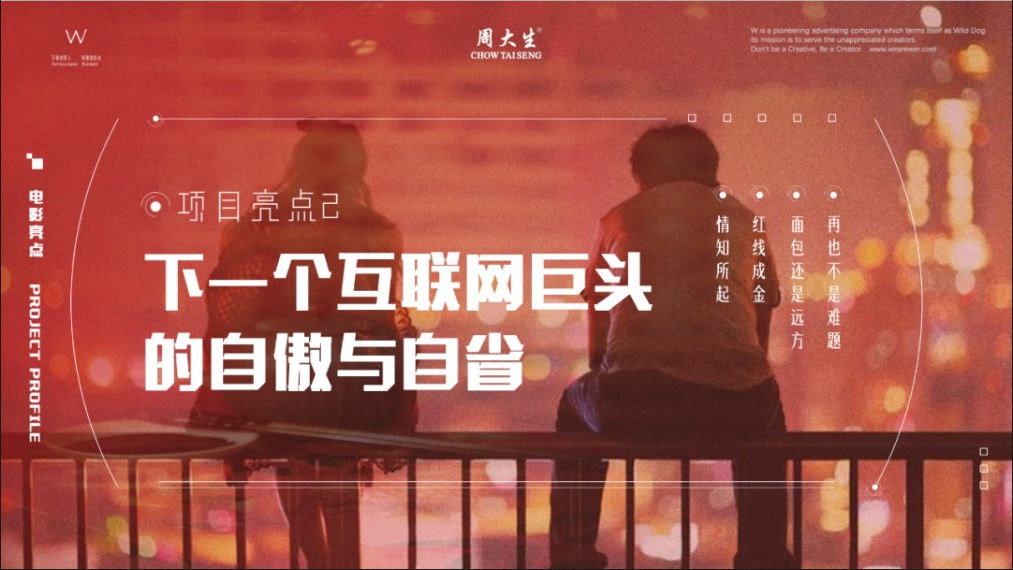 W
周大生®
CHOW TAI SENG
W is a pioneering advertising company which terms itself as Wild Dog
Its mission is to serve the unappreciated creators.
Don't be a Creative, Be a Creator. www.wearewer.com
电影亮点 PROJECT PROFILE
项目亮点2
下一个互联网巨头
的自傲与自省
再也不是难题
面包还是远方
红线成金
情知所起